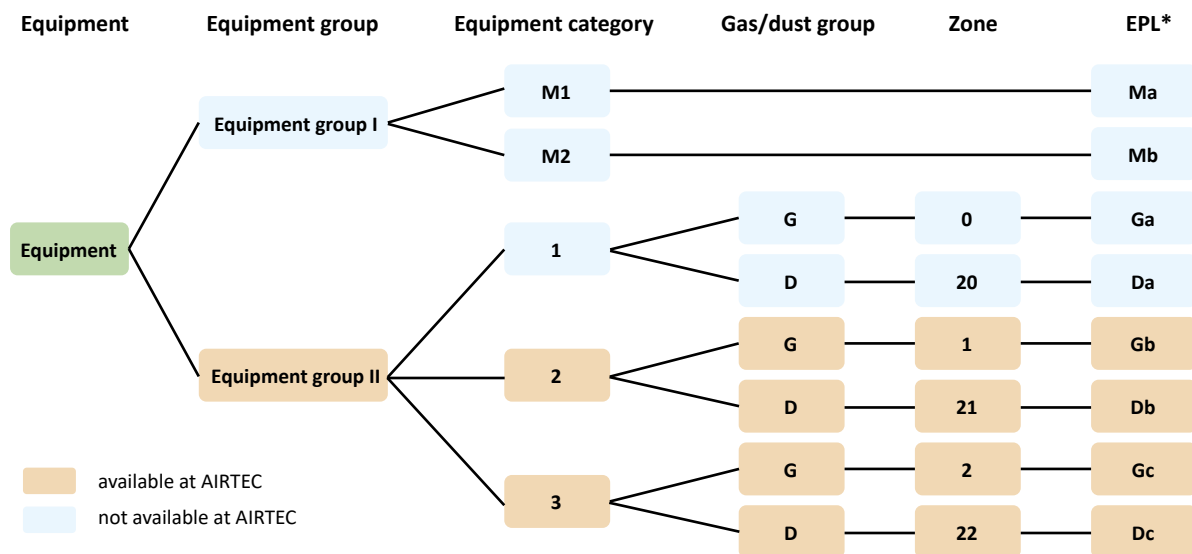 Equipment Equipment group Equipment category Gas/dust group Zone EPL*
M1 Ma
Equipment group I
M2 Mb
G 0 Ga
Equipment 1
D 20 Da
G 1 Gb
Equipment group II 2
D 21 Db
G 2 Gc
available at AIRTEC
3
not available at AIRTEC
D 22 Dc